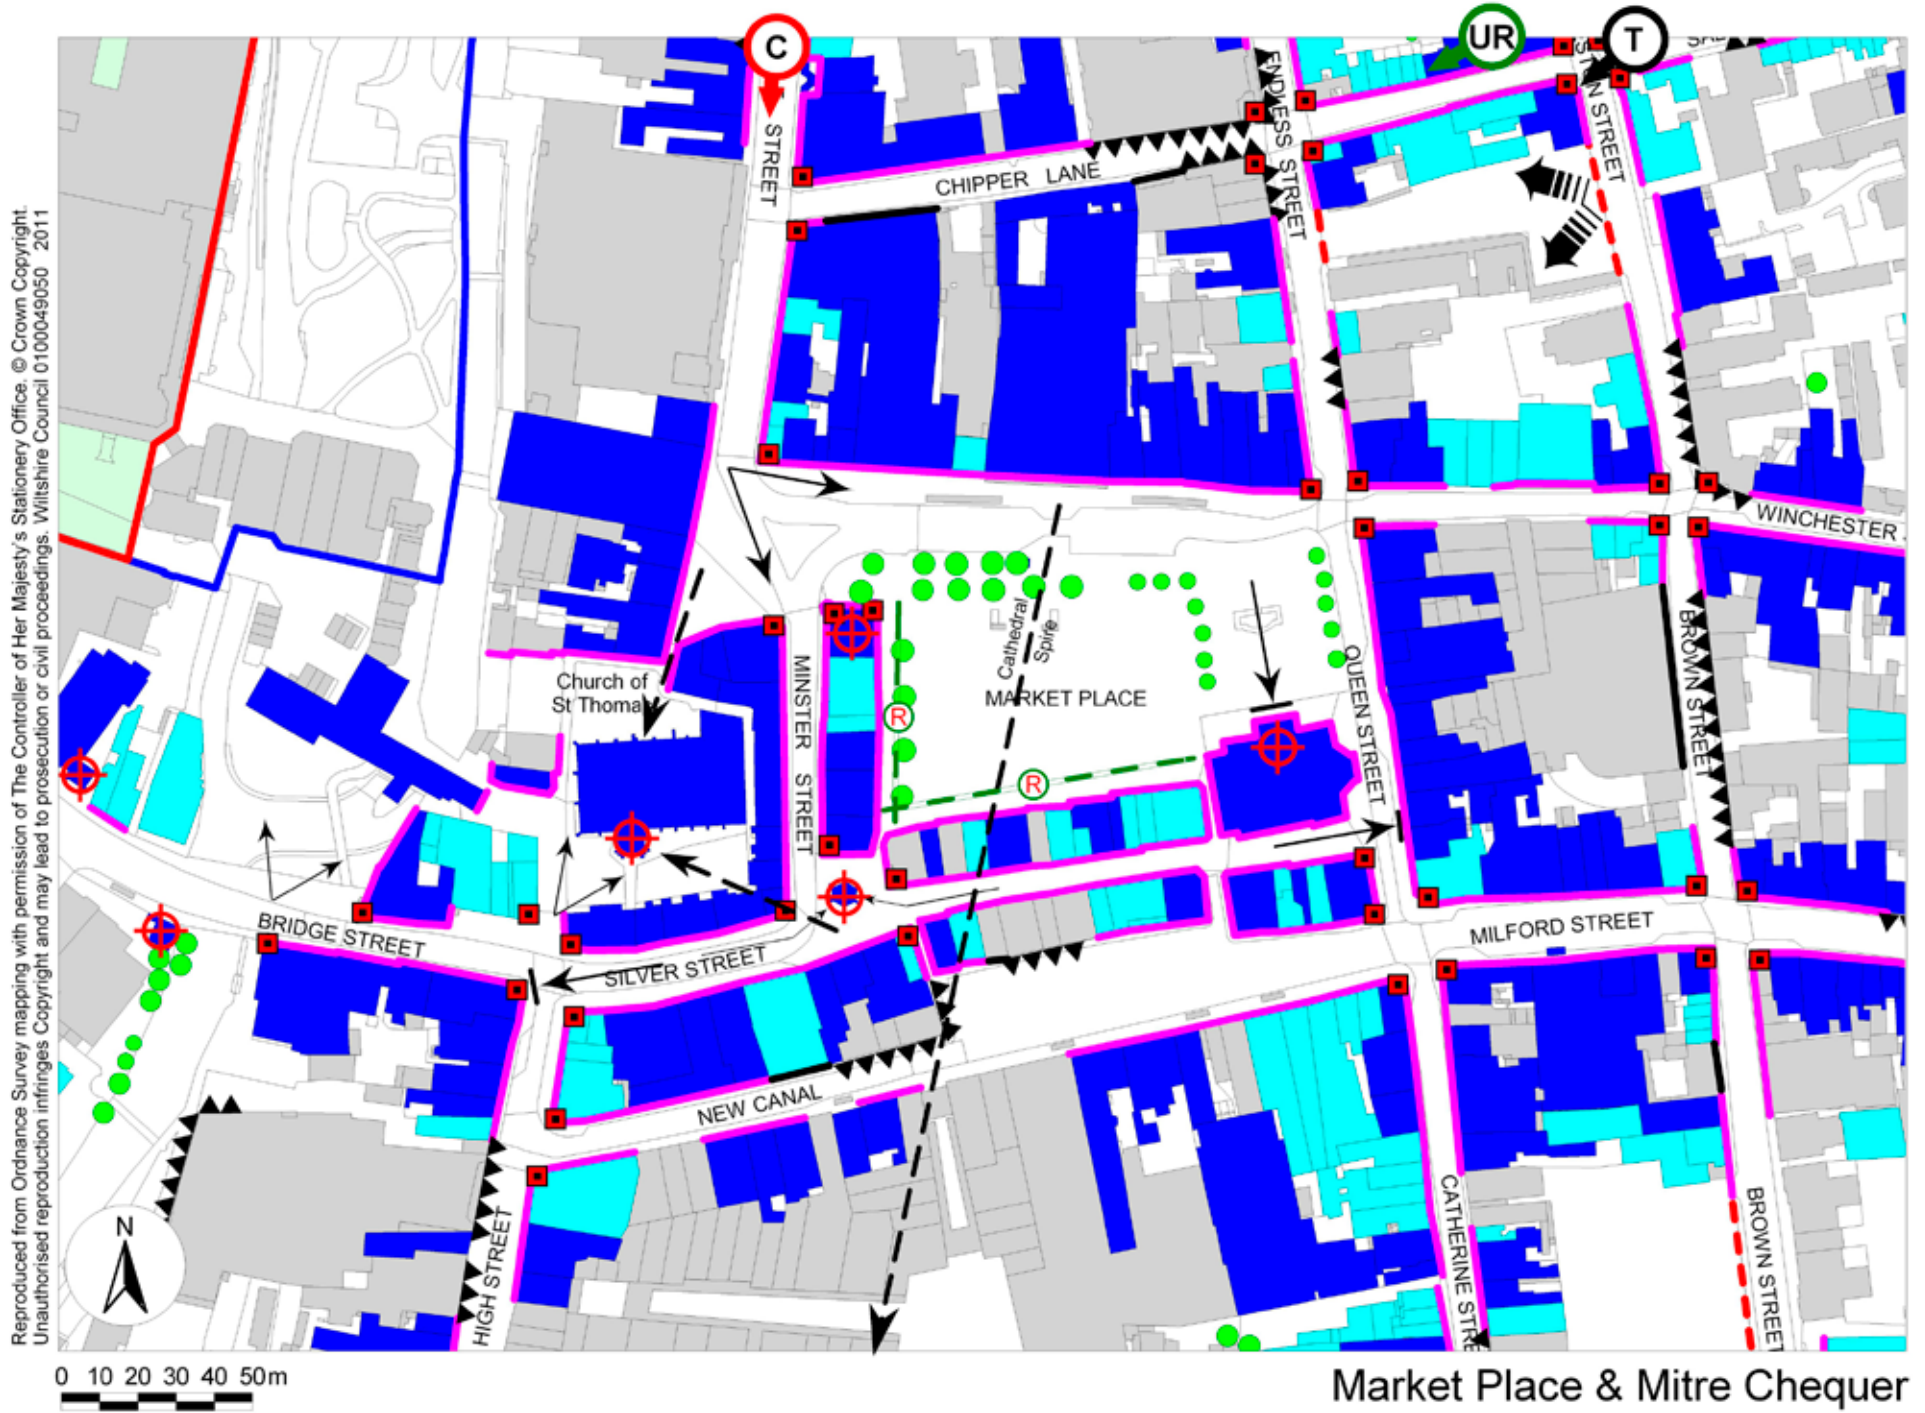 C
UR
T
STREET
ENDLESS STREET
STREET
CHIPPER LANE
Reproduced from Ordnance Survey mapping with permission of The Controller of Her Majesty's Stationery Office. © Crown Copyright.
Unauthorised reproduction infringes Copyright and may lead to prosecution or civil proceedings. Wiltshire Council 0100049050 2011
WINCHESTER
Cathedral
Spire
BROWN STREET
Church of
St Thomas
MINSTER STREET
MARKET PLACE
QUEEN STREET
R
R
BRIDGE STREET
SILVER STREET
MILFORD STREET
NEW CANAL
HIGH STREET
CATHERINE STRE
BROWN STREET
N
0 10 20 30 40 50m
Market Place & Mitre Chequer